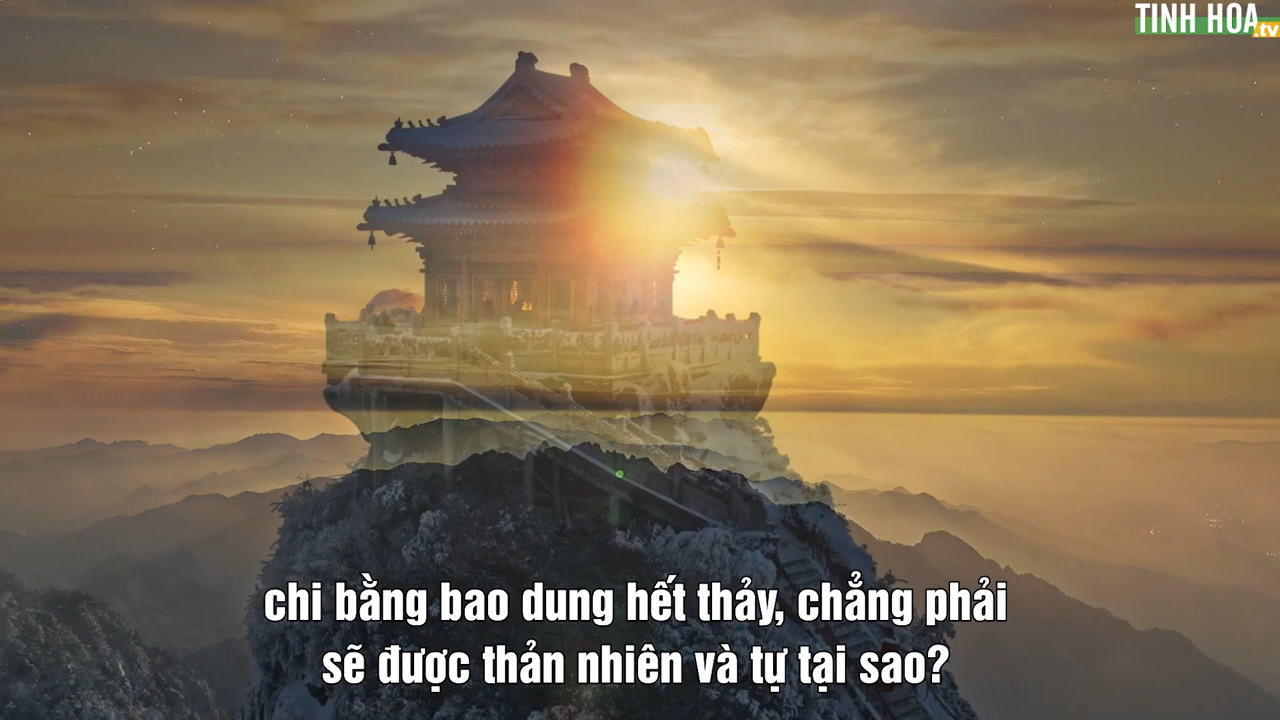 TINH HOA
.tv
chi bằng bao dung hết thảy, chẳng phải
sẽ được thản nhiên và tự tại sao?